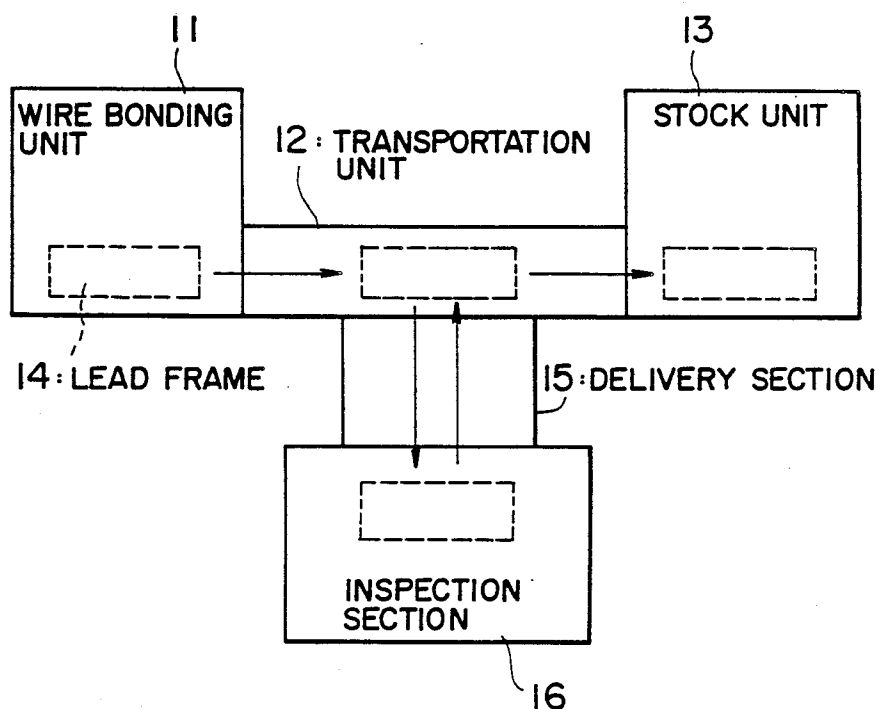 11
13
WIRE BONDING
UNIT
STOCK UNIT
12: TRANSPORTATION
UNIT
14: LEAD FRAME
15: DELIVERY SECTION
INSPECTION
SECTION
16